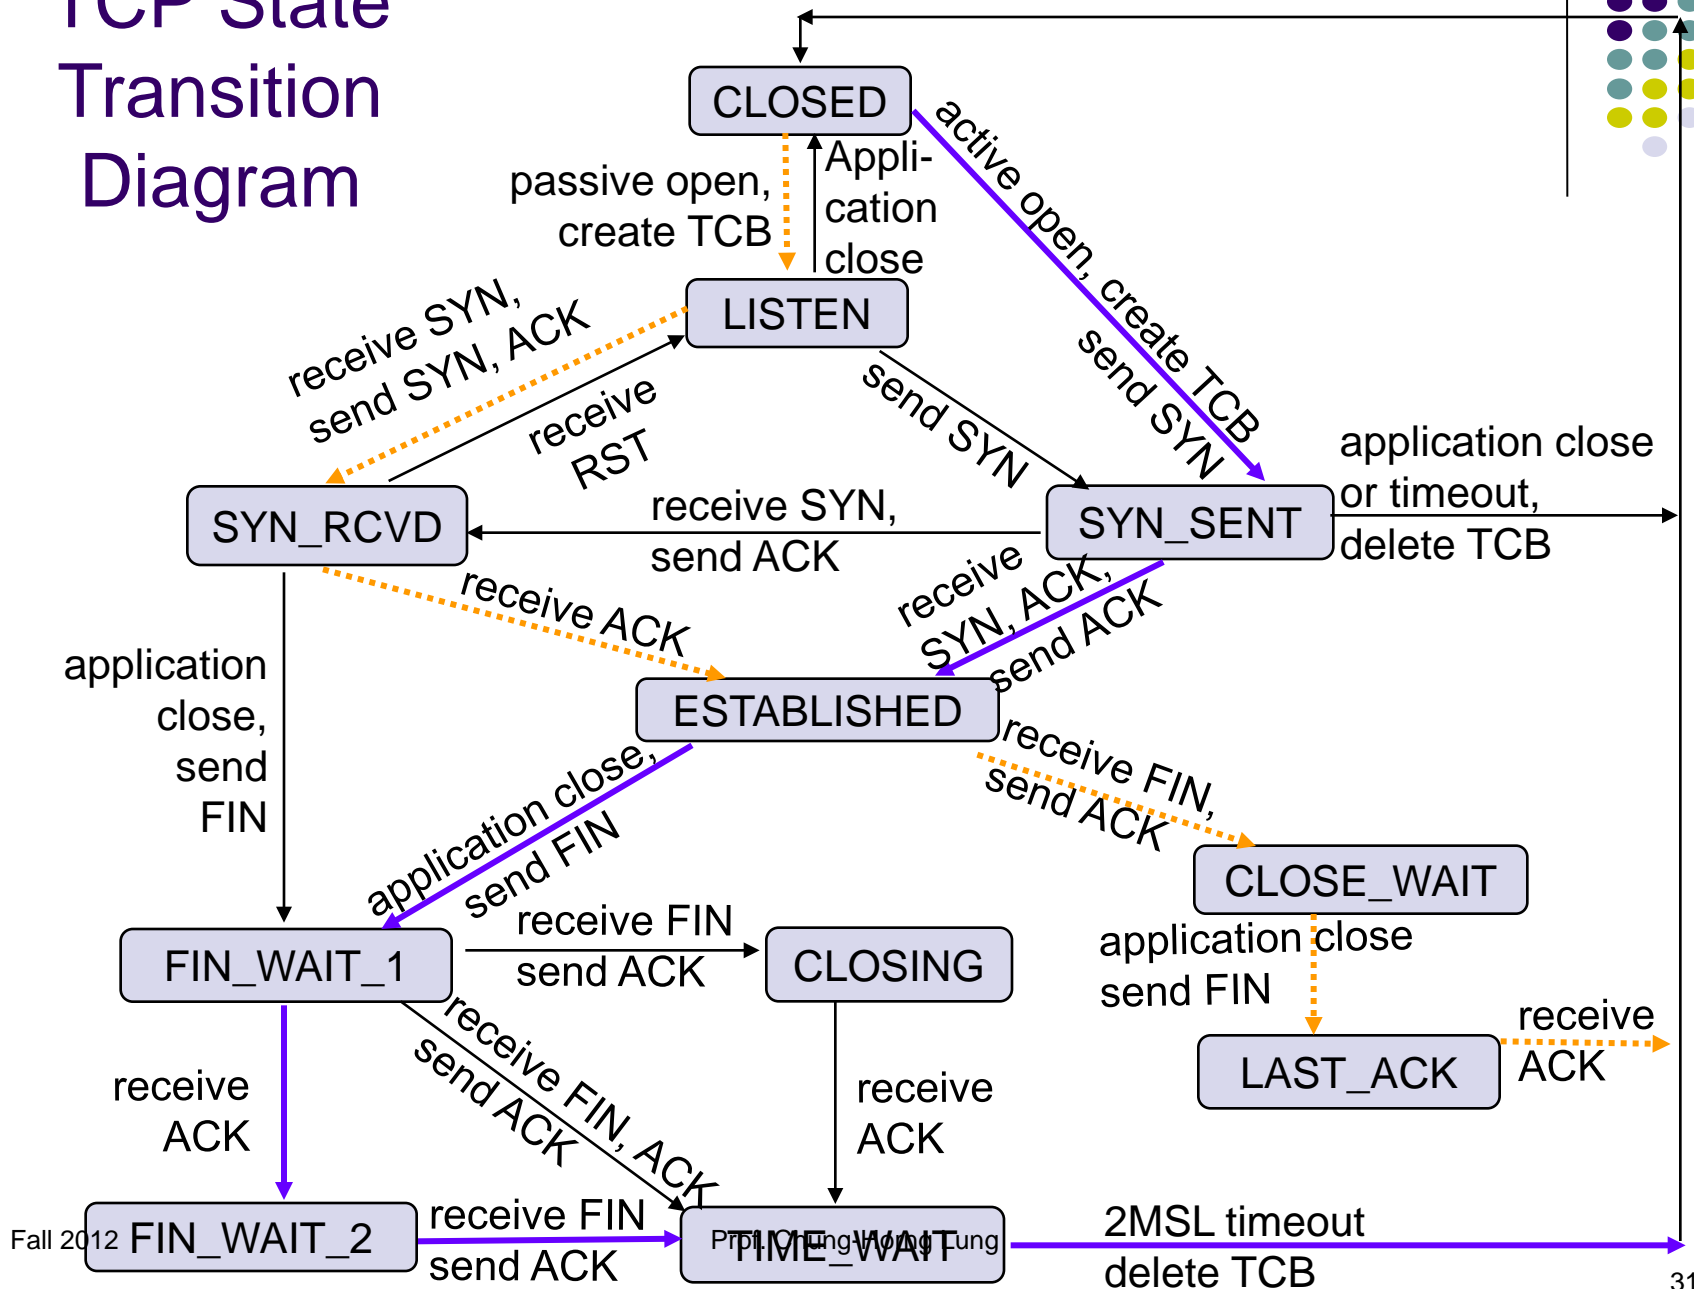 TCP State
Transition
Diagram
CLOSED
passive open,
create TCB
Appli-
cation
close
active open, create TCB
send SYN
LISTEN
receive SYN,
send SYN, ACK
receive
RST
send SYN
application close
or timeout,
delete TCB
SYN_RCVD
receive SYN,
send ACK
SYN_SENT
receive ACK
receive
SYN, ACK,
send ACK
application
close,
send
FIN
ESTABLISHED
application close,
send FIN
receive FIN,
send ACK
CLOSE_WAIT
receive FIN
send ACK
FIN_WAIT_1
CLOSING
application close
send FIN
receive
ACK
LAST_ACK
receive
ACK
receive FIN, ACK
send ACK
receive
ACK
FIN_WAIT_2
receive FIN
send ACK
TIME_WAIT
2MSL timeout
delete TCB
Fall 2012
Prof. Chung-Horng Lung
31